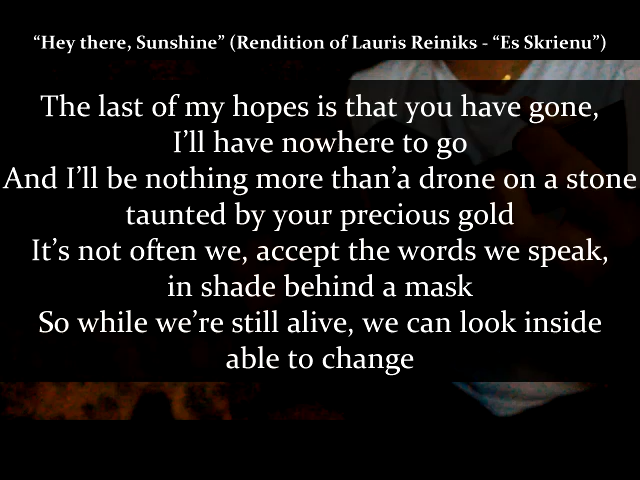 “Hey there, Sunshine” (Rendition of Lauris Reiniks - “Es Skrienu”)
The last of my hopes is that you have gone,
I’ll have nowhere to go
And I’ll be nothing more than’a drone on a stone
taunted by your precious gold
It’s not often we, accept the words we speak,
in shade behind a mask
So while we’re still alive, we can look inside
able to change